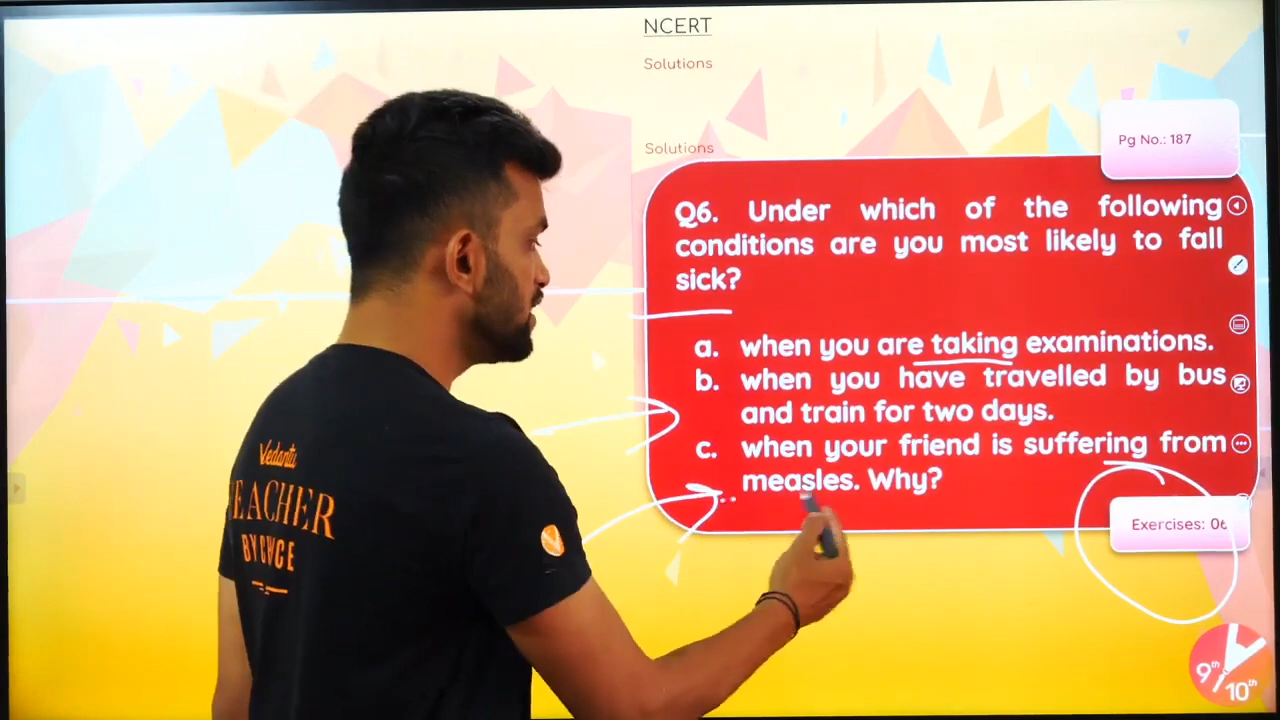 NCERT
Solutions
Solutions
Pg No.: 187
Q6. Under which of the following
conditions are you most likely to fall
sick?
a. when you are taking examinations.
b. when you have travelled by bus
and train for two days.
c. when your friend is suffering from
measles. Why?
Exercises: 06
Vedantu
TEACHER
BY CHOICE
9th
10th